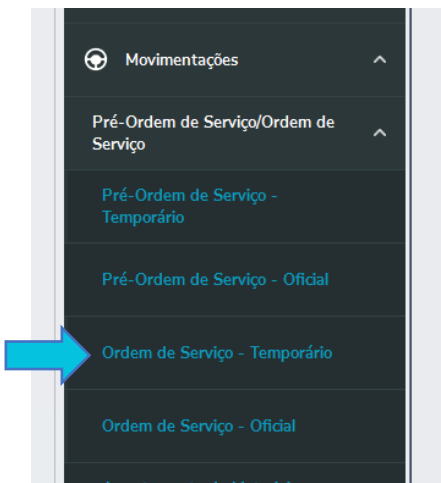 Movimentações
Pré-Ordem de Serviço/Ordem de
Serviço
Pré-Ordem de Serviço -
Temporário
Pré-Ordem de Serviço - Oficial
Ordem de Serviço - Temporário
Ordem de Serviço - Oficial